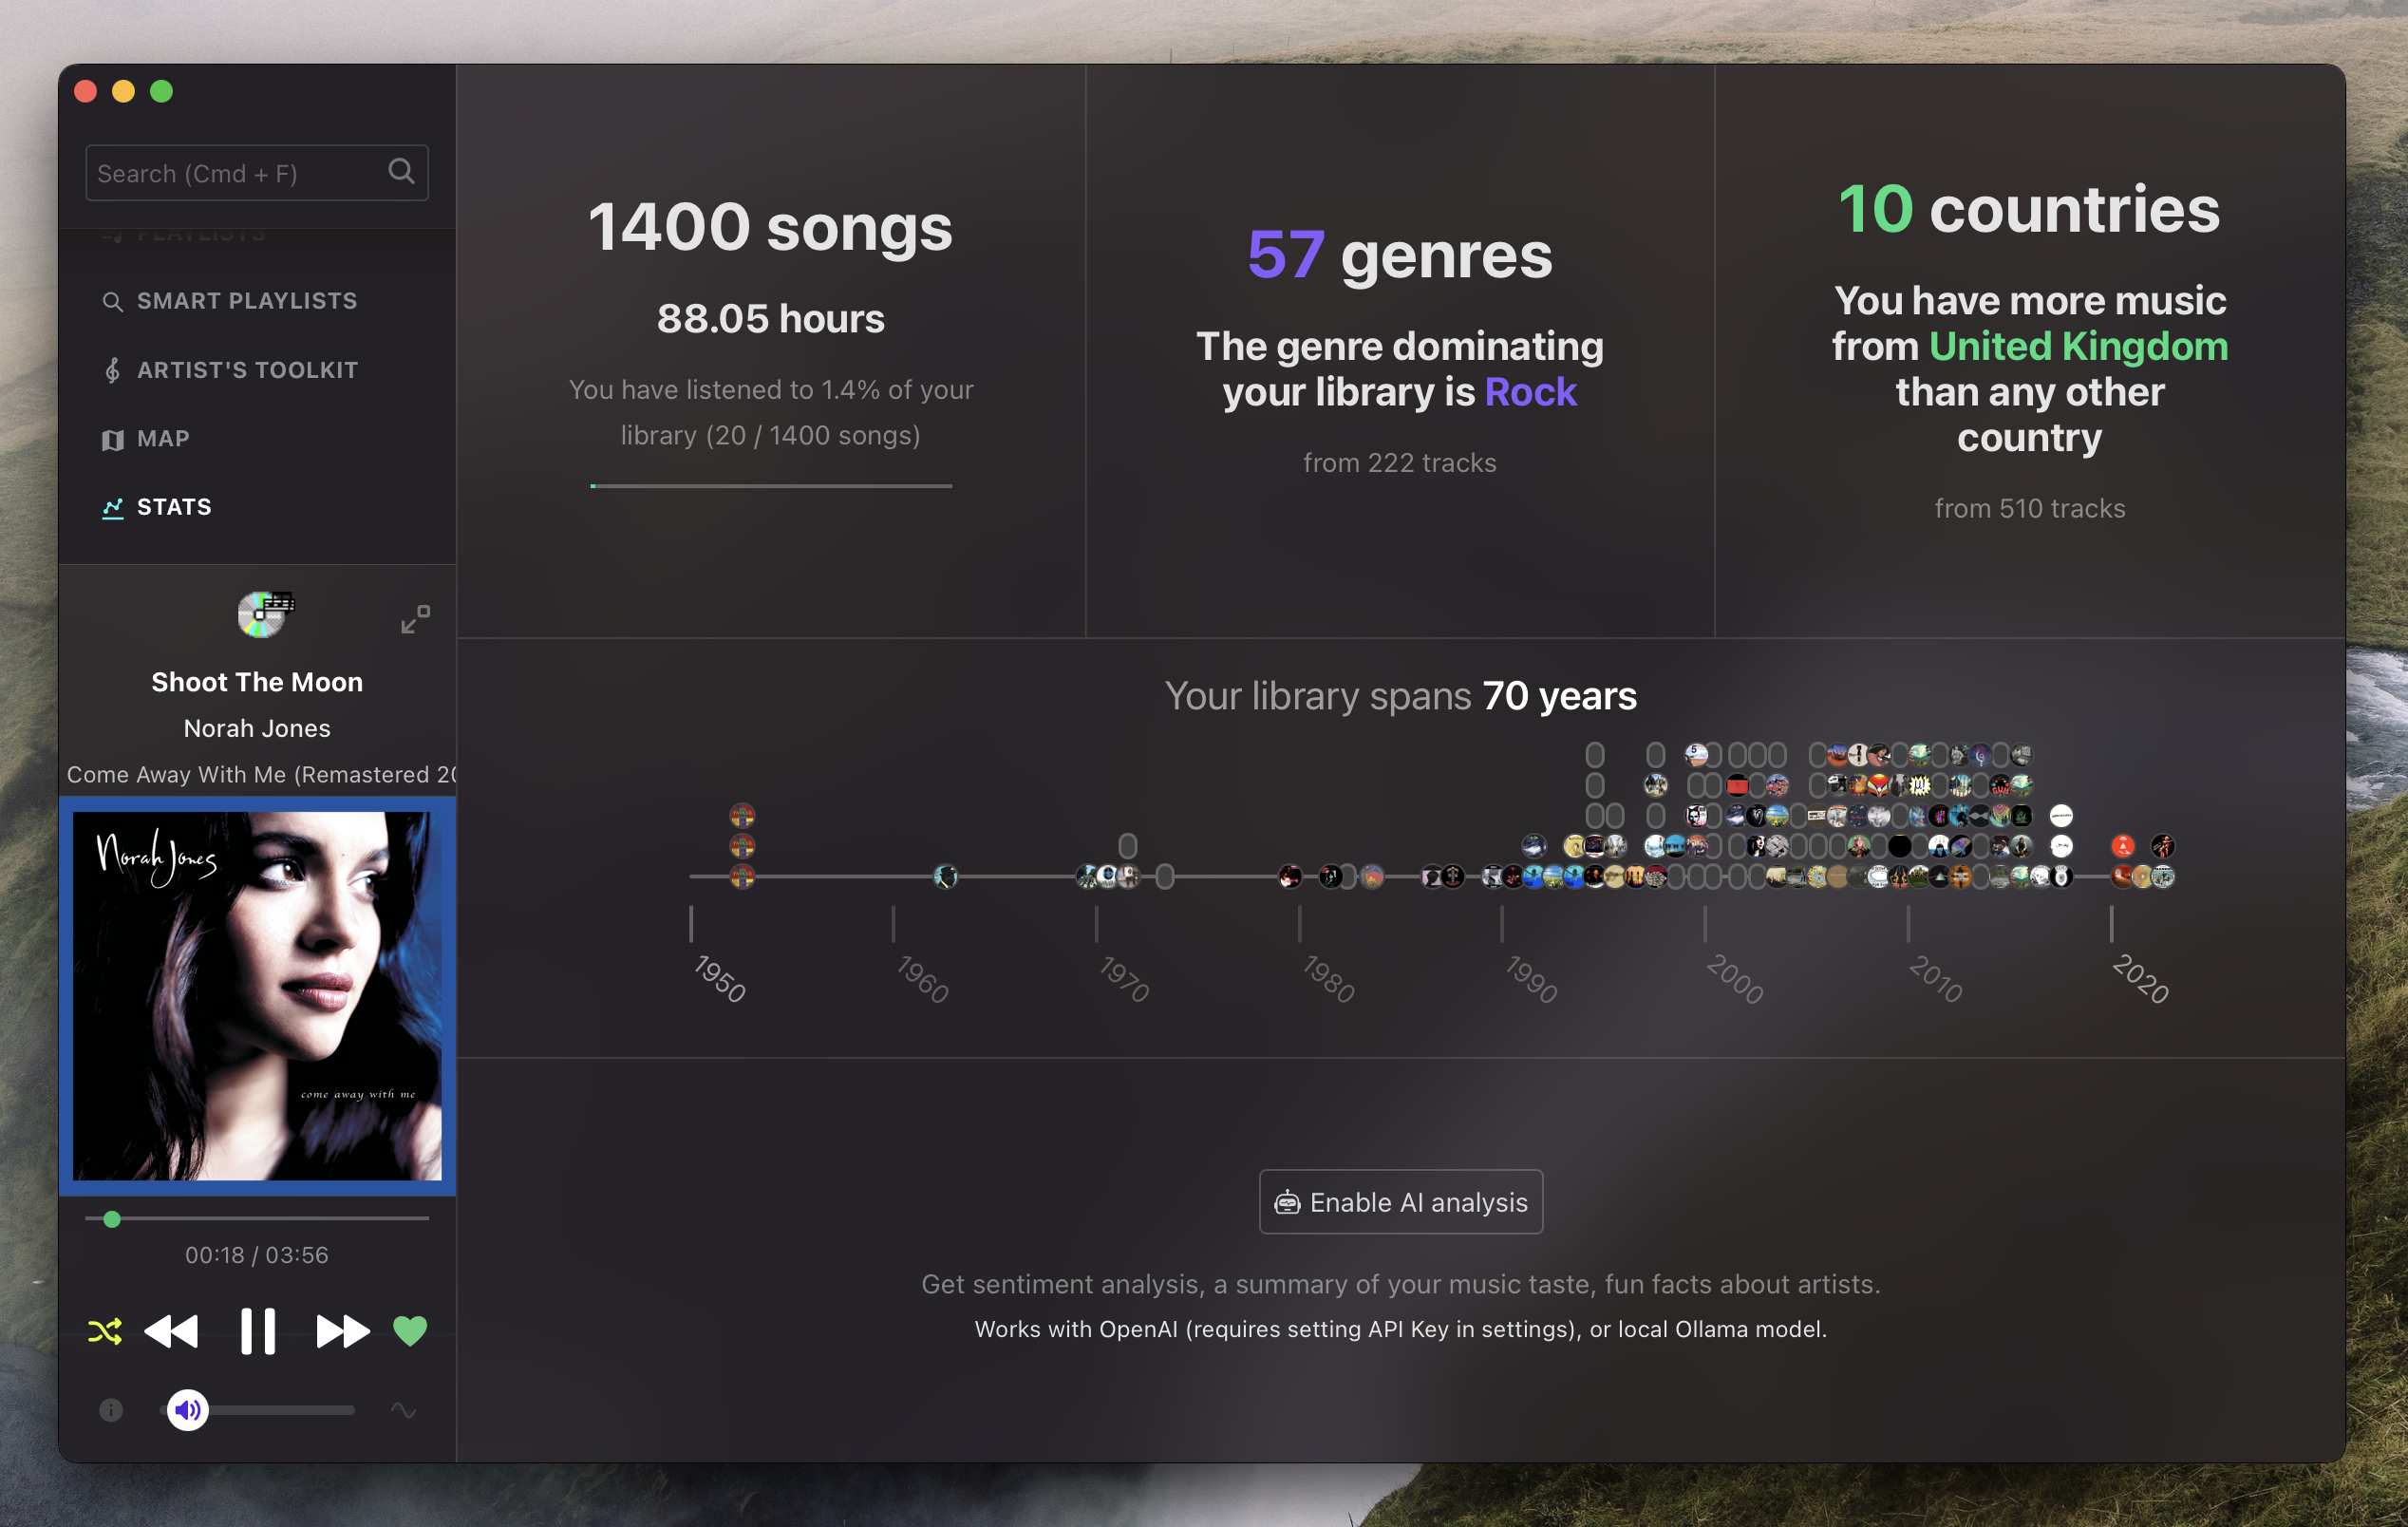 Search (Cmd + F)
PLAYLISTS
SMART PLAYLISTS
ARTIST'S TOOLKIT
MAP
STATS
Shoot The Moon
Norah Jones
Come Away With Me (Remastered 20
Norah Jones
come away with me
00:18 / 03:56
1400 songs
88.05 hours
You have listened to 1.4% of your
library (20 / 1400 songs)
57 genres
The genre dominating
your library is Rock
from 222 tracks
10 countries
You have more music
from United Kingdom
than any other
country
from 510 tracks
Your library spans 70 years
1950
1960
1970
1980
1990
2000
2010
2020
Enable AI analysis
Get sentiment analysis, a summary of your music taste, fun facts about artists.
Works with OpenAI (requires setting API Key in settings), or local Ollama model.